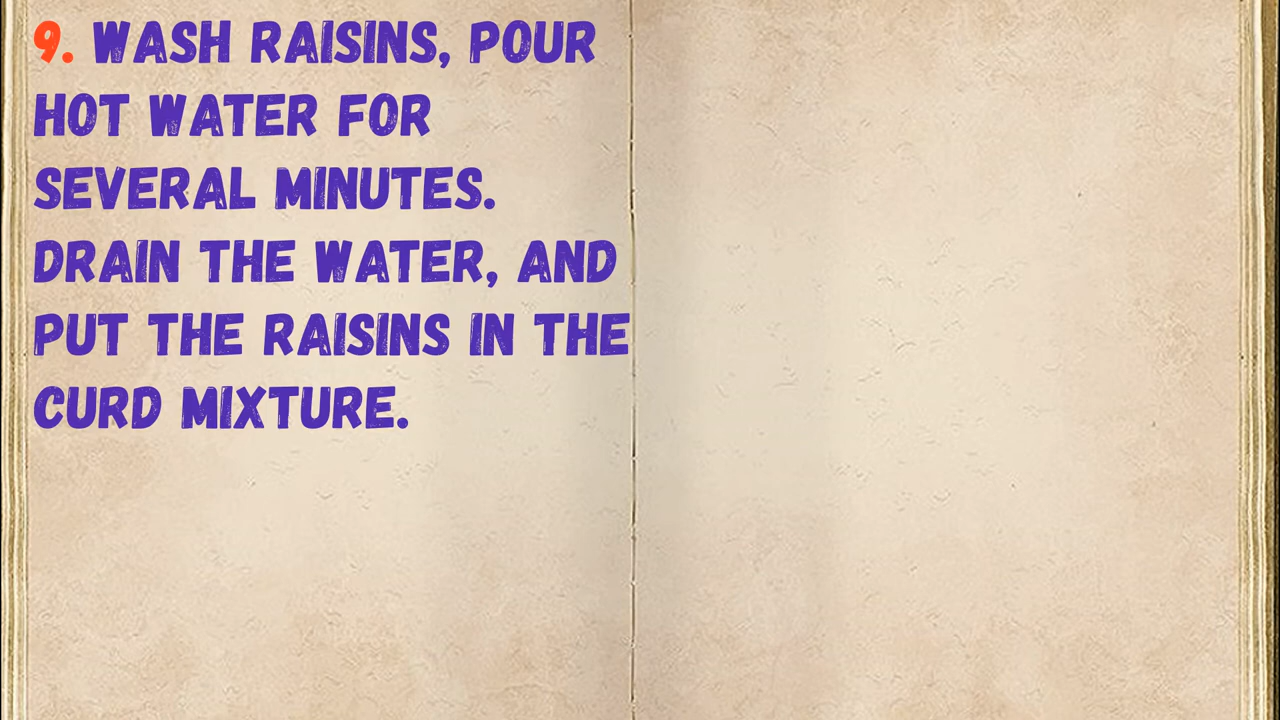 9. WASH RAISINS, POUR
HOT WATER FOR
SEVERAL MINUTES.
DRAIN THE WATER, AND
PUT THE RAISINS IN THE
CURD MIXTURE.